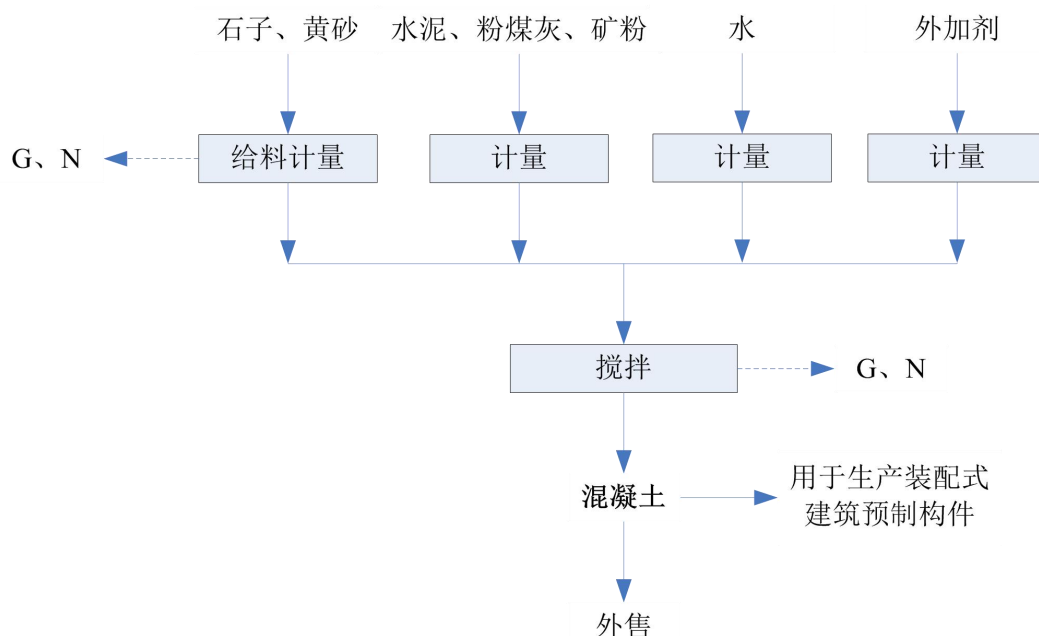 石子、黄砂
水泥、粉煤灰、矿粉
水
外加剂
G、N
给料计量
计量
计量
计量
搅拌
G、N
混凝土
用于生产装配式
建筑预制构件
外售